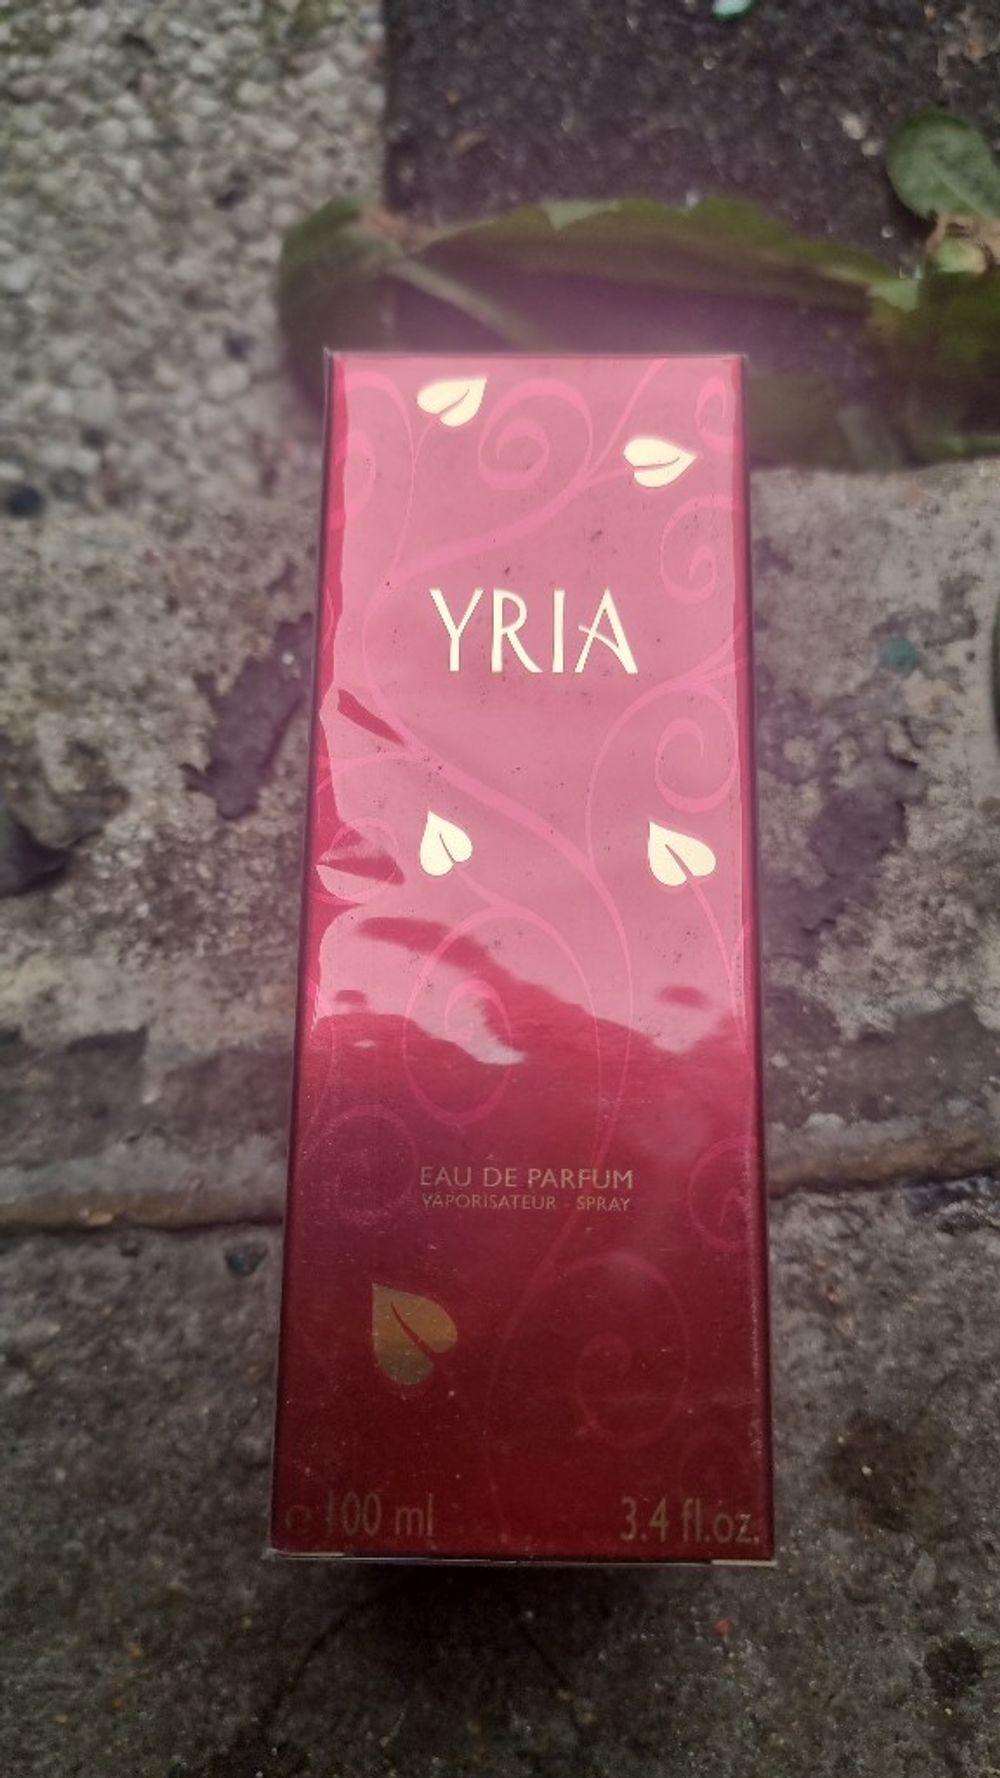 YRIA
EAU DE PARFUM
VAPORISATEUR - SPRAY
e 100 ml 3.4 fl.oz.